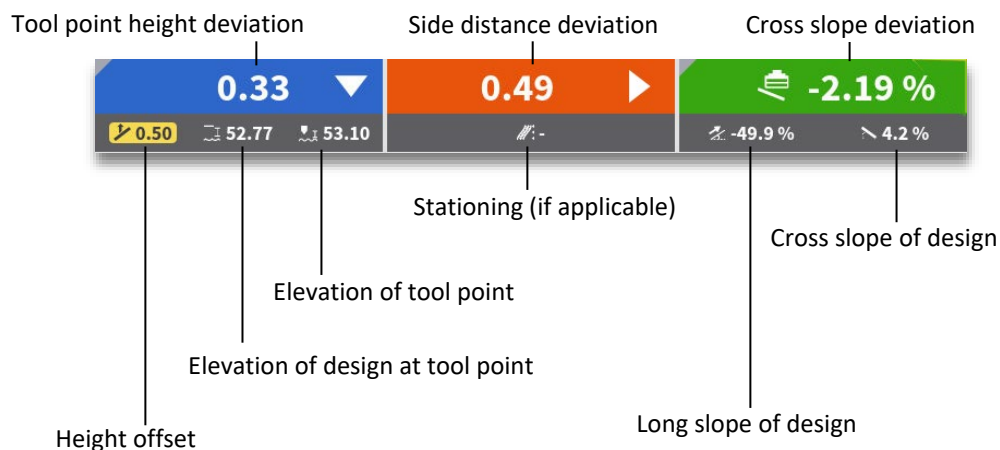 Tool point height deviation
Side distance deviation
Cross slope deviation
0.33
0.49
-2.19 %
0.50
52.77
53.10
: -
-49.9 %
4.2 %
Stationing (if applicable)
Cross slope of design
Elevation of tool point
Elevation of design at tool point
Long slope of design
Height offset